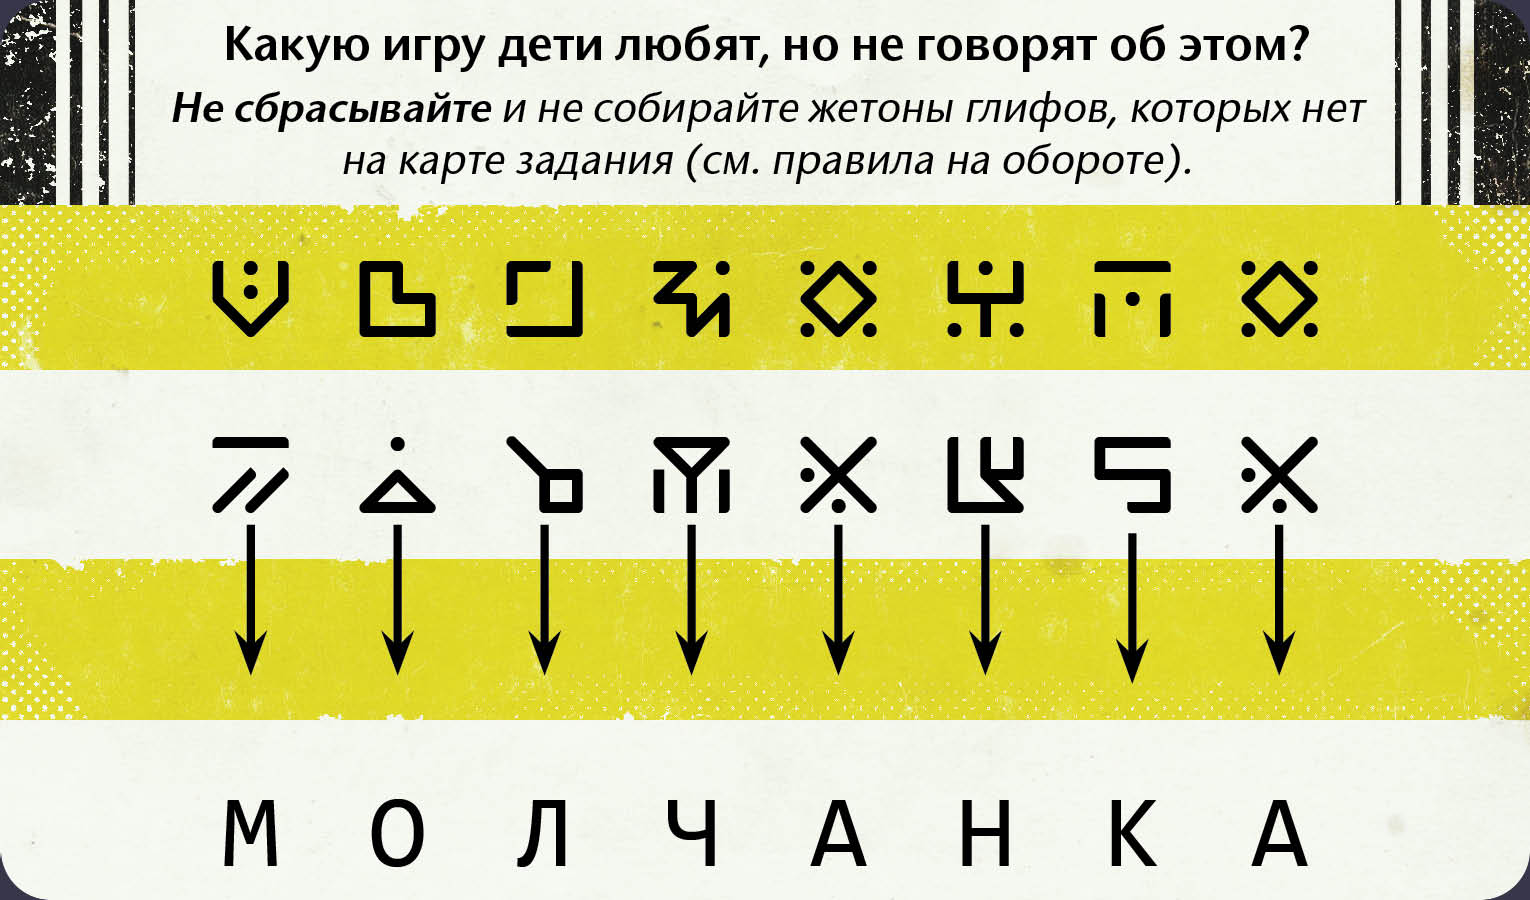 Какую игру дети любят, но не говорят об этом?
Не сбрасывайте и не собирайте жетоны глифов, которых нет
на карте задания (см. правила на обороте).
М О Л Ч А Н К А